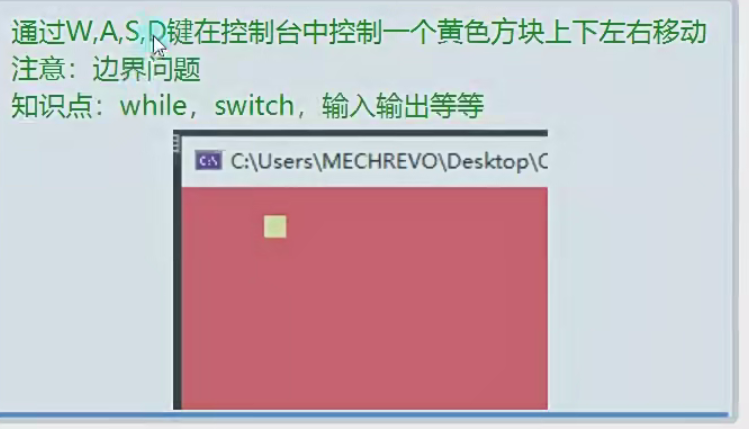 通过W,A,S,D键在控制台中控制一个黄色方块上下左右移动
注意：边界问题
知识点：while，switch，输入输出等等
C:\
C:\Users\MECHREVO\Desktop\C